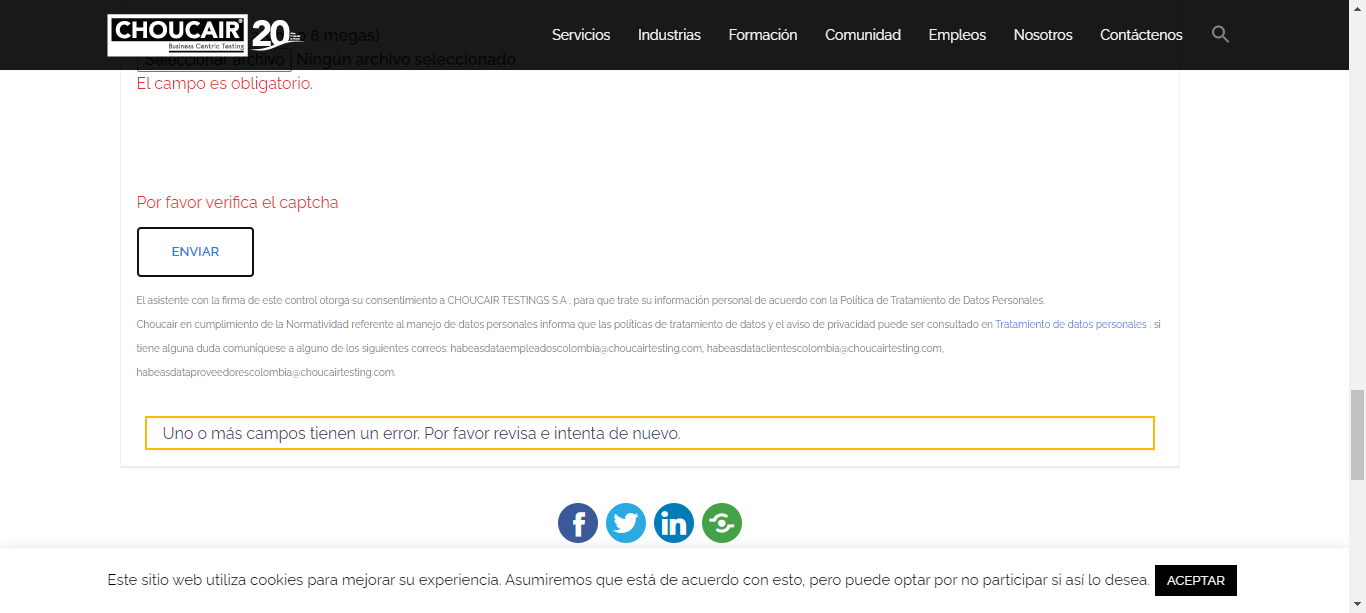 CHOUCAIR
Business Centric Testing
20
Servicios
Industrias
Formación
Comunidad
Empleos
Nosotros
Contáctenos
8 megas)
Seleccionar archivo Ningún archivo seleccionado
El campo es obligatorio.
Por favor verifica el captcha
ENVIAR
El asistente con la firma de este control otorga su consentimiento a CHOUCAIR TESTINGS S.A , para que trate su información personal de acuerdo con la Política de Tratamiento de Datos Personales.
Choucair en cumplimiento de la Normatividad referente al manejo de datos personales informa que las políticas de tratamiento de datos y el aviso de privacidad puede ser consultado en Tratamiento de datos personales . si
tiene alguna duda comuníquese a alguno de los siguientes correos: habeasdataempleadoscolombia@choucairtesting.com, habeasdataclientescolombia@choucairtesting.com,
habeasdataproveedorescolombia@choucairtesting.com.
Uno o más campos tienen un error. Por favor revisa e intenta de nuevo.
Este sitio web utiliza cookies para mejorar su experiencia. Asumiremos que está de acuerdo con esto, pero puede optar por no participar si así lo desea.
ACEPTAR